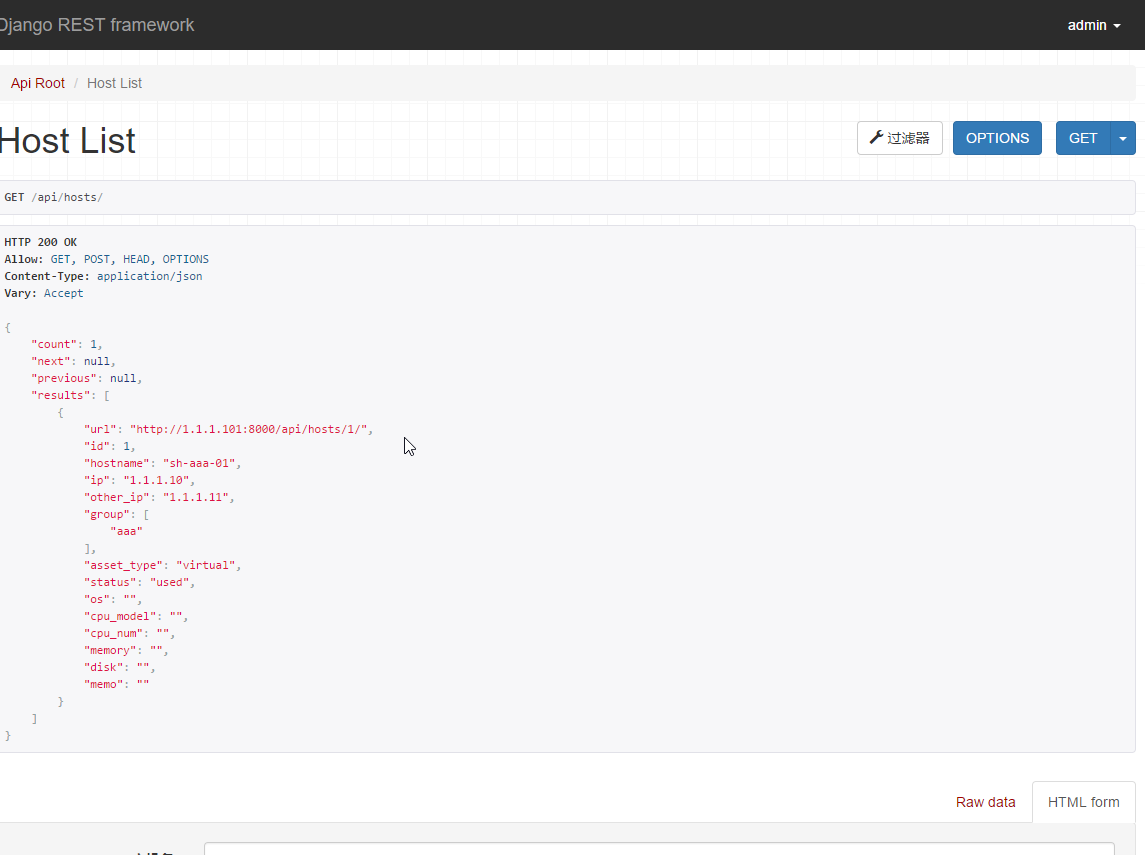 Django REST framework
admin
Api Root / Host List
Host List
过滤器
OPTIONS
GET
GET /api/hosts/
HTTP 200 OK
Allow: GET, POST, HEAD, OPTIONS
Content-Type: application/json
Vary: Accept
{
    "count": 1,
    "next": null,
    "previous": null,
    "results": [
        {
            "url": "http://1.1.1.101:8000/api/hosts/1/",
            "id": 1,
            "hostname": "sh-aaa-01",
            "ip": "1.1.1.10",
            "other_ip": "1.1.1.11",
            "group": [
                "aaa"
            ],
            "asset_type": "virtual",
            "status": "used",
            "os": "",
            "cpu_model": "",
            "cpu_num": "",
            "memory": "",
            "disk": "",
            "memo": ""
        }
    ]
}
Raw data
HTML form